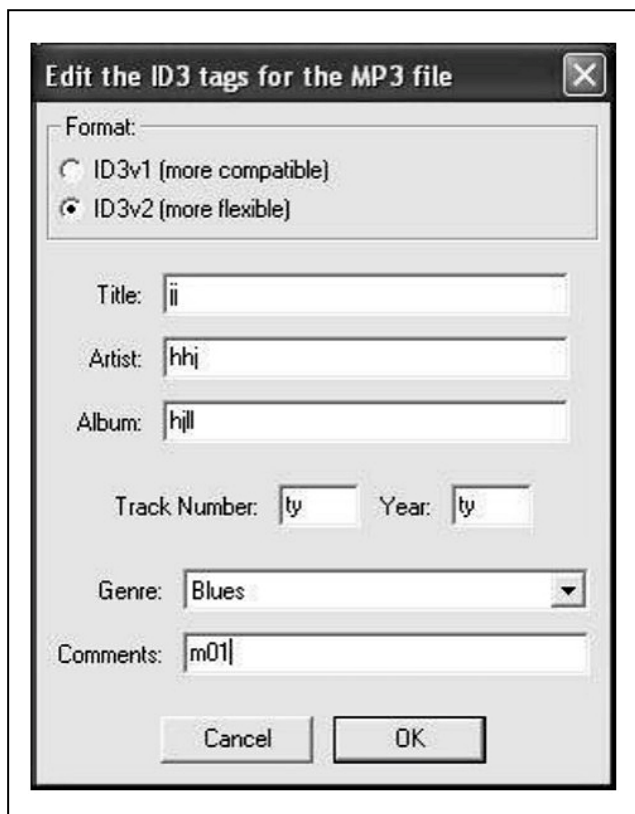 Edit the ID3 tags for the MP3 file
Format:
ID3v1 (more compatible)
ID3v2 (more flexible)
Title: jj
Artist: hhj
Album: hjll
Track Number: ty Year: ty
Genre: Blues
Comments: m01
Cancel OK